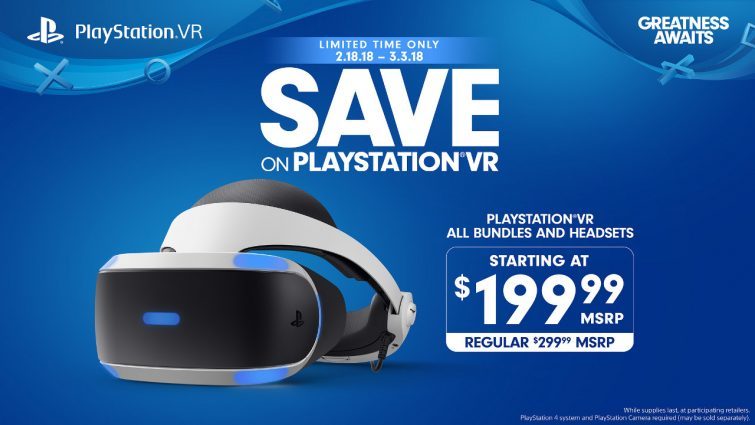 PlayStation.VR
GREATNESS
AWAITS
LIMITED TIME ONLY
2.18.18 – 3.3.18
SAVE
ON PLAYSTATION®VR
PLAYSTATION®VR
ALL BUNDLES AND HEADSETS
STARTING AT
$199.99
MSRP
REGULAR $299.99 MSRP
While supplies last, at participating retailers.
PlayStation 4 system and PlayStation Camera required (may be sold separately).